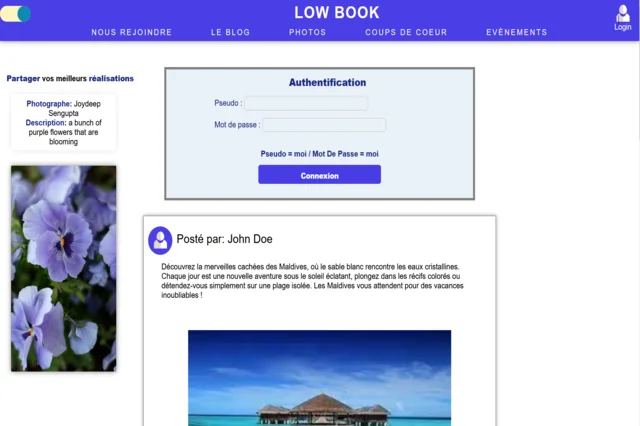 LOW BOOK
Login
NOUS REJOINDRE LE BLOG PHOTOS COUPS DE COEUR EVÈNEMENTS
Partager vos meilleurs réalisations
Photographe: Joydeep
Sengupta
Description: a bunch of
purple flowers that are
blooming
Authentification
Pseudo :
Mot de passe :
Pseudo = moi / Mot De Passe = moi
Connexion
Posté par: John Doe
Découvrez la merveilles cachées des Maldives, où le sable blanc rencontre les eaux cristallines.
Chaque jour est une nouvelle aventure sous le soleil éclatant, plongez dans les récifs colorés ou
détendez-vous simplement sur une plage isolée. Les Maldives vous attendent pour des vacances
inoubliables !